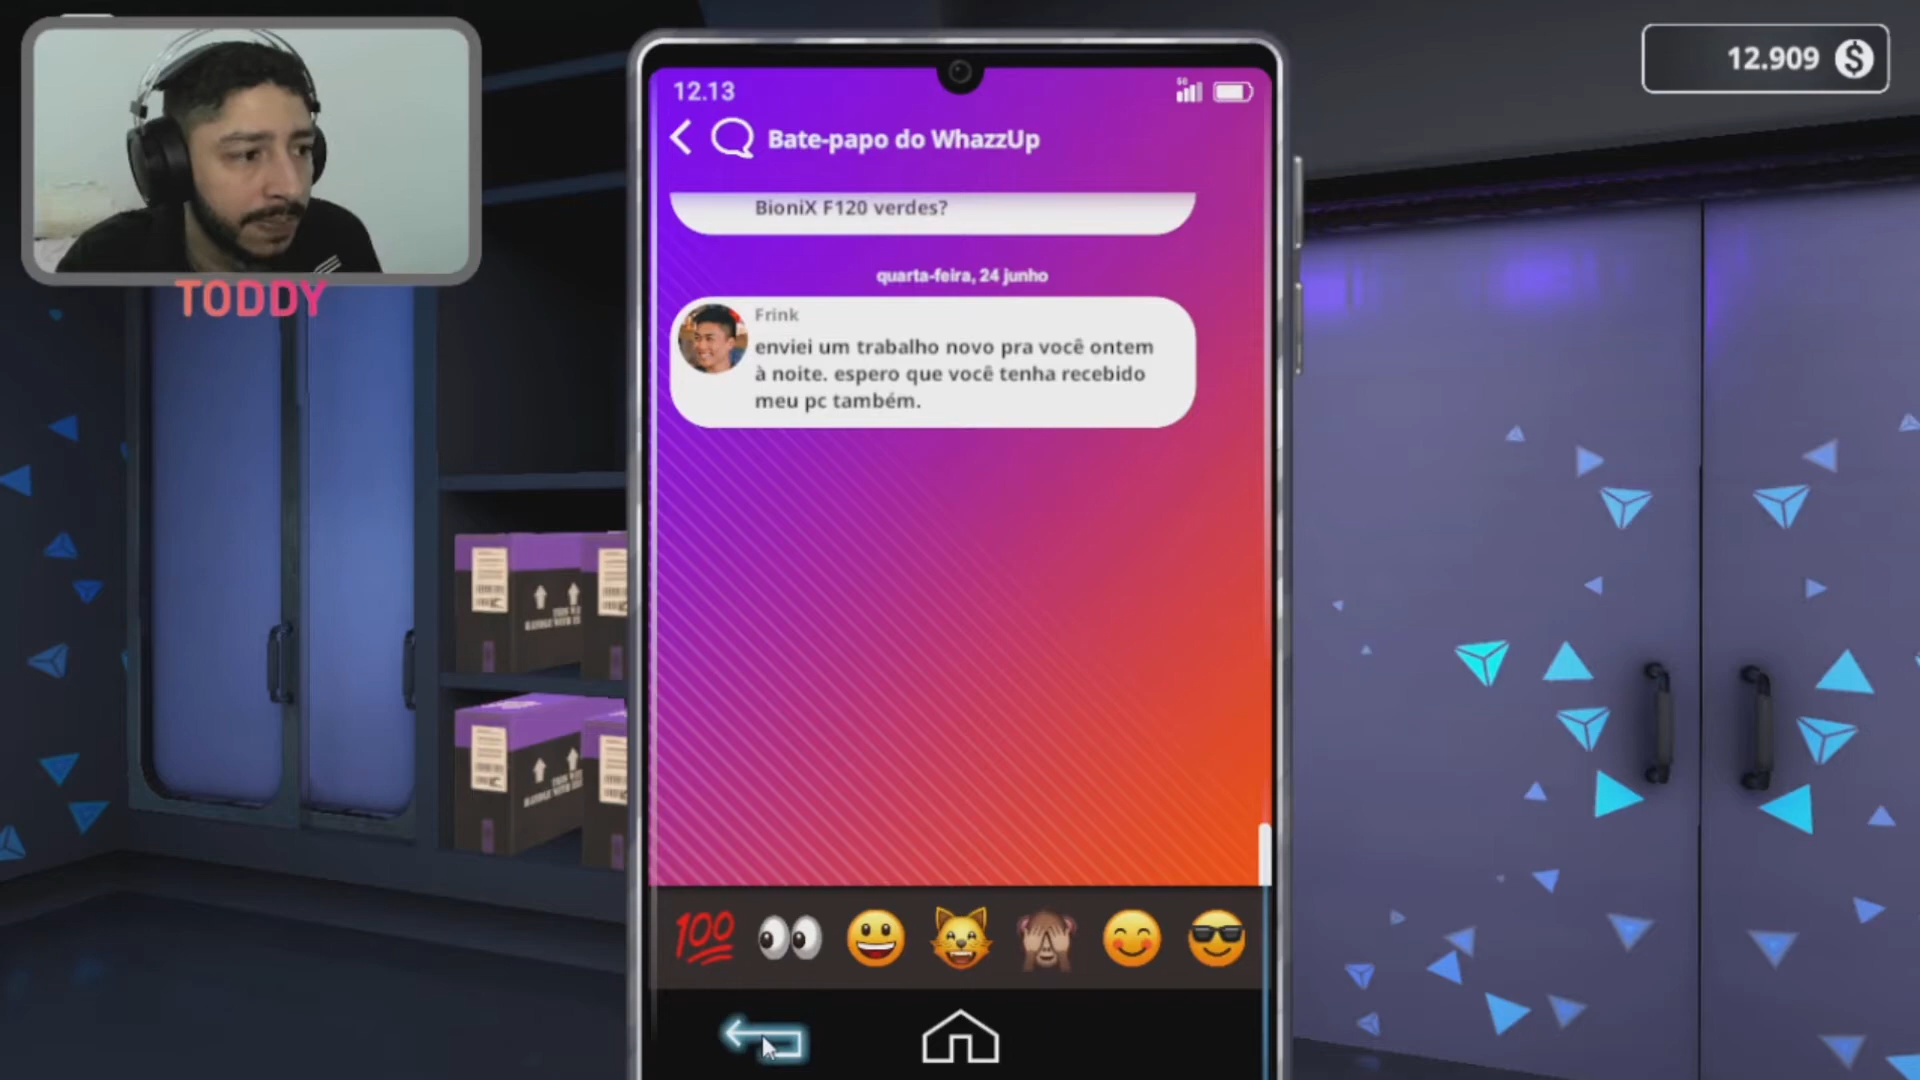 12.909
12.13
5G
Bate-papo do WhazzUp
BioniX F120 verdes?
quarta-feira, 24 junho
Frink
enviei um trabalho novo pra você ontem
à noite. espero que você tenha recebido
meu pc também.
TODDY
100